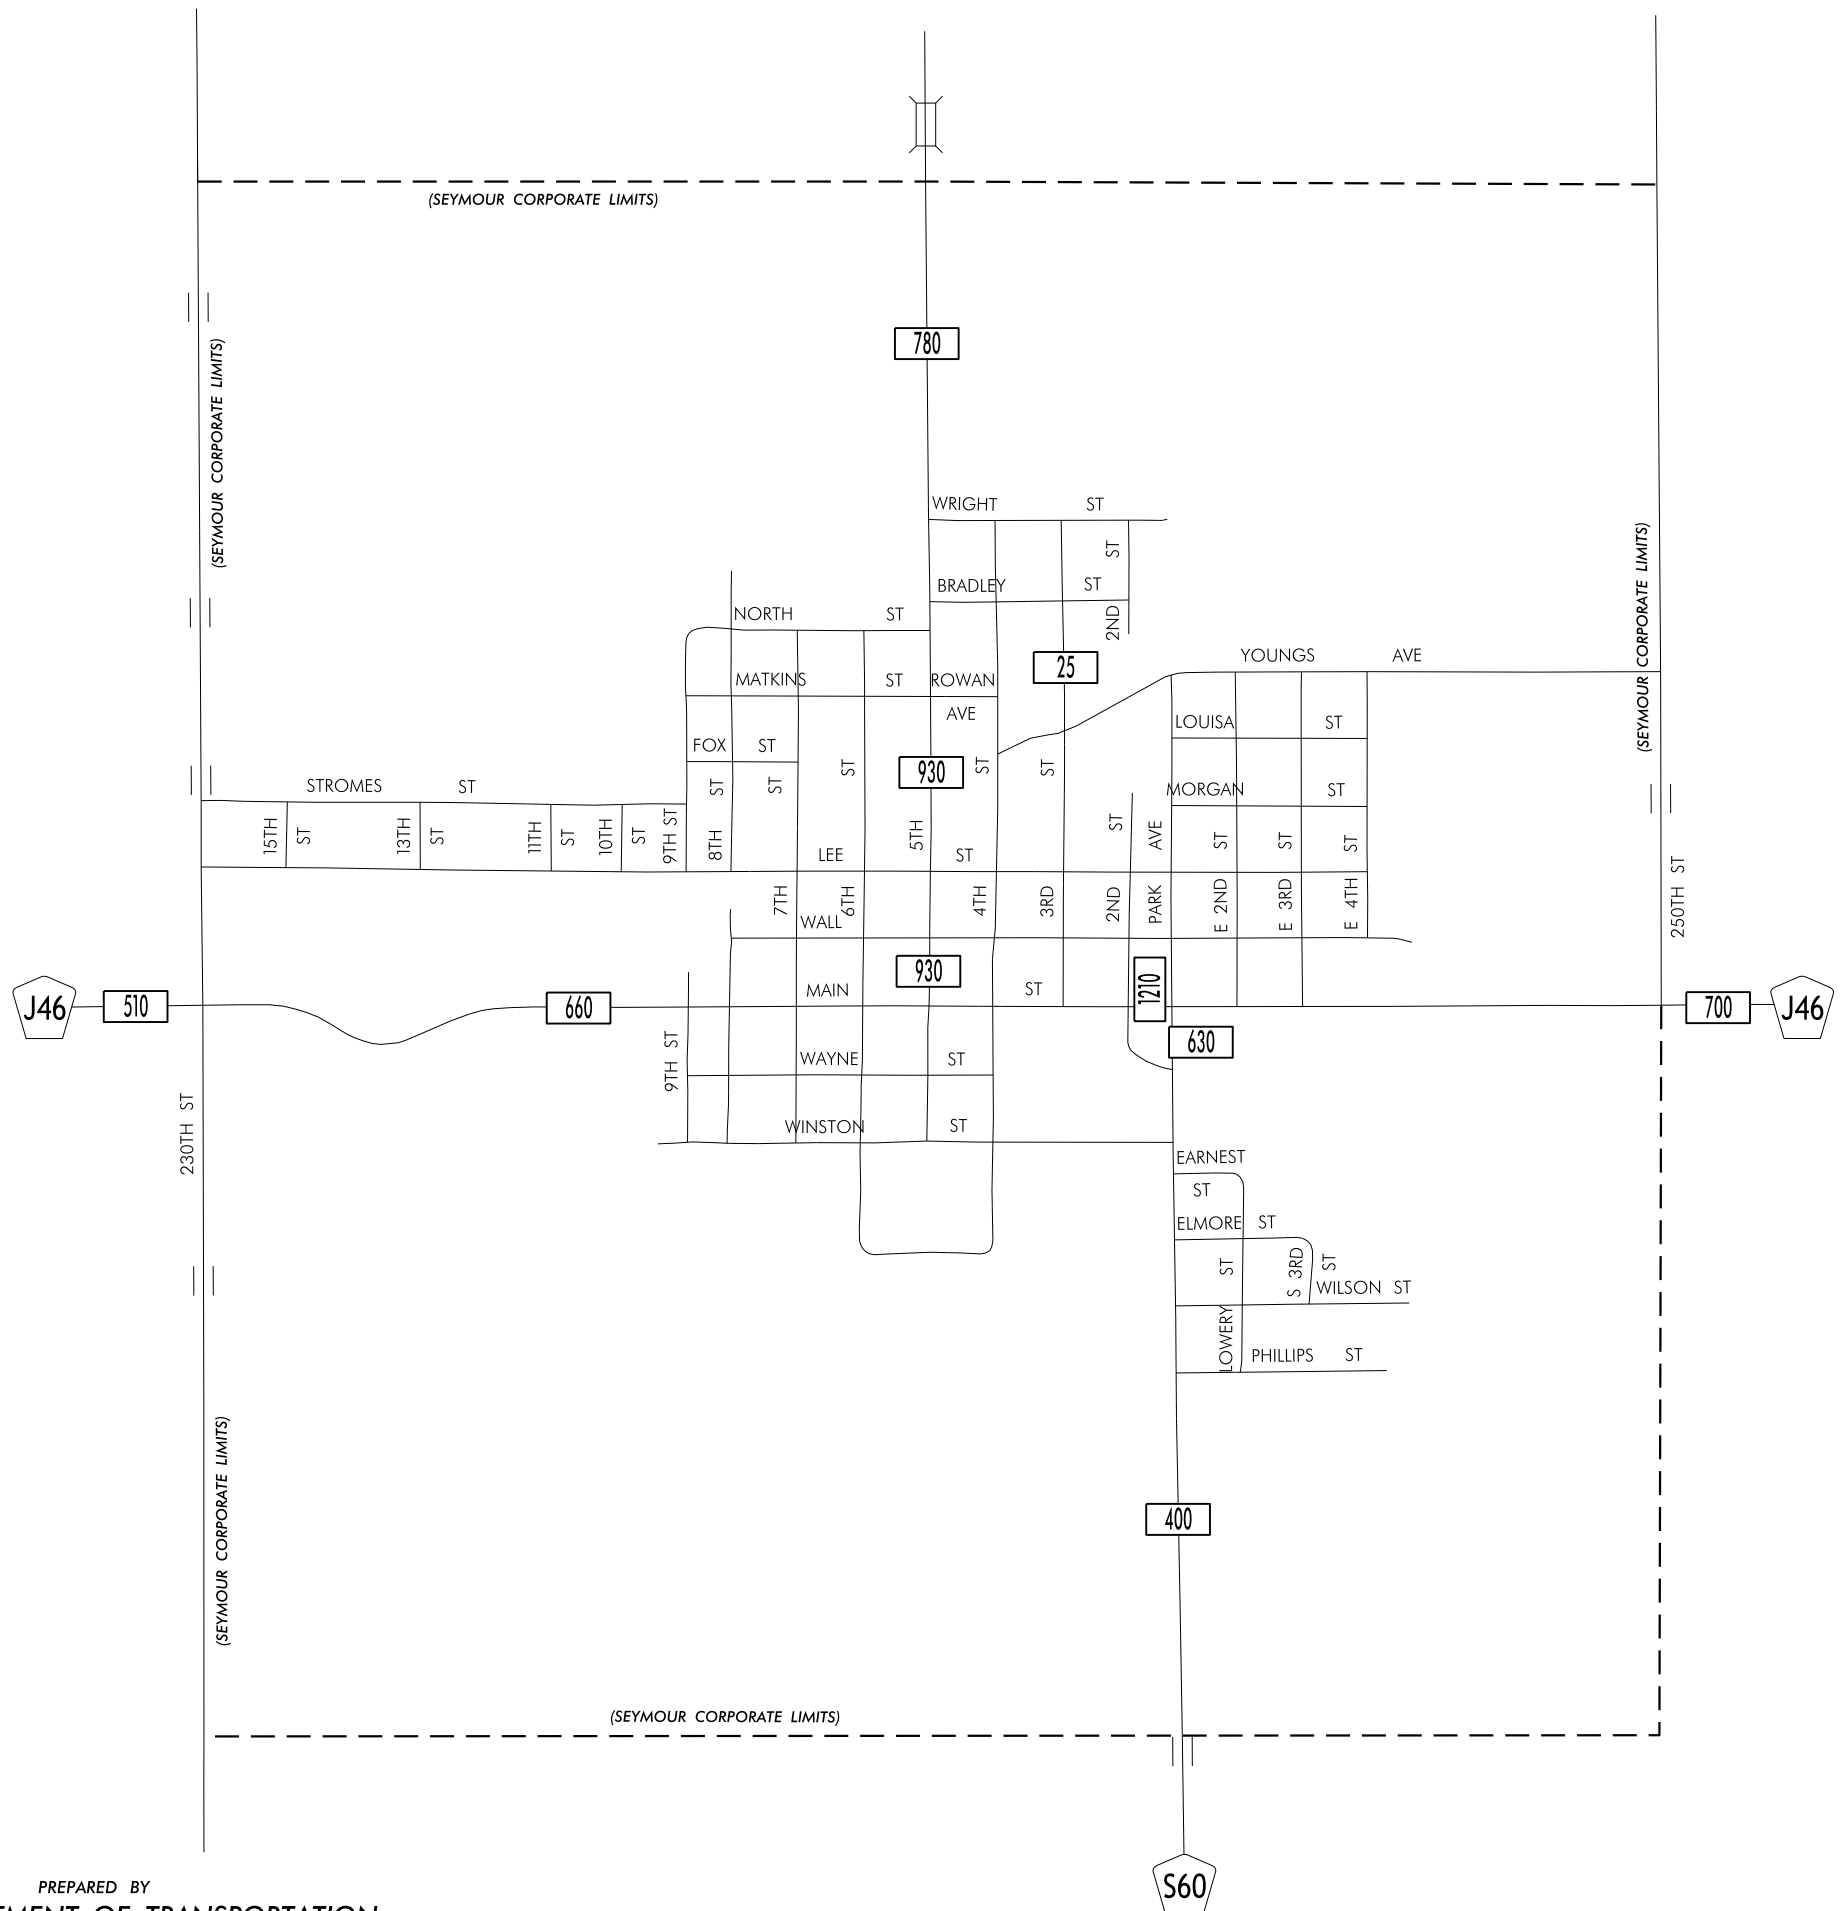 (SEYMOUR CORPORATE LIMITS)
780
(SEYMOUR CORPORATE LIMITS)
WRIGHT ST
ST
2ND
BRADLEY ST
(SEYMOUR CORPORATE LIMITS)
NORTH ST
25
YOUNGS AVE
MATKINS ST
ROWAN
AVE
LOUISA ST
FOX ST
930
STROMES ST
MORGAN ST
15TH ST
13TH ST
11TH ST
10TH ST
9TH ST
8TH ST
7TH ST
6TH ST
5TH
4TH ST
3RD ST
2ND ST
PARK AVE
E 2ND ST
E 3RD ST
E 4TH ST
LEE ST
250TH ST
WALL
930
1210
MAIN ST
J46
510
660
700
J46
630
9TH ST
WAYNE ST
230TH ST
WINSTON ST
EARNEST
ST
ELMORE ST
LOWERY ST
S 3RD ST
WILSON ST
PHILLIPS ST
(SEYMOUR CORPORATE LIMITS)
400
(SEYMOUR CORPORATE LIMITS)
S60
PREPARED BY
OF TRANSPORTATION